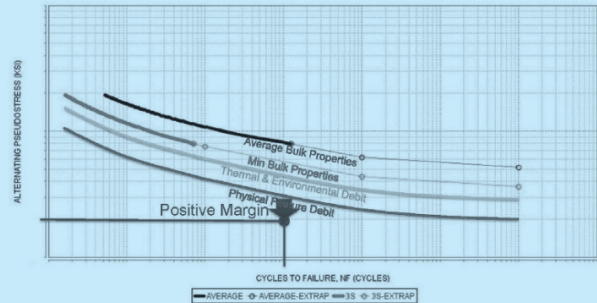 ALTERNATING PSEUDOSTRESS (KSI)
Average Bulk Properties
Min Bulk Properties
Thermal & Environmental Debit
Physical Debit
Positive Margin
CYCLES TO FAILURE, NF (CYCLES)
AVERAGE AVERAGE-EXTRAP 3S 3S-EXTRAP